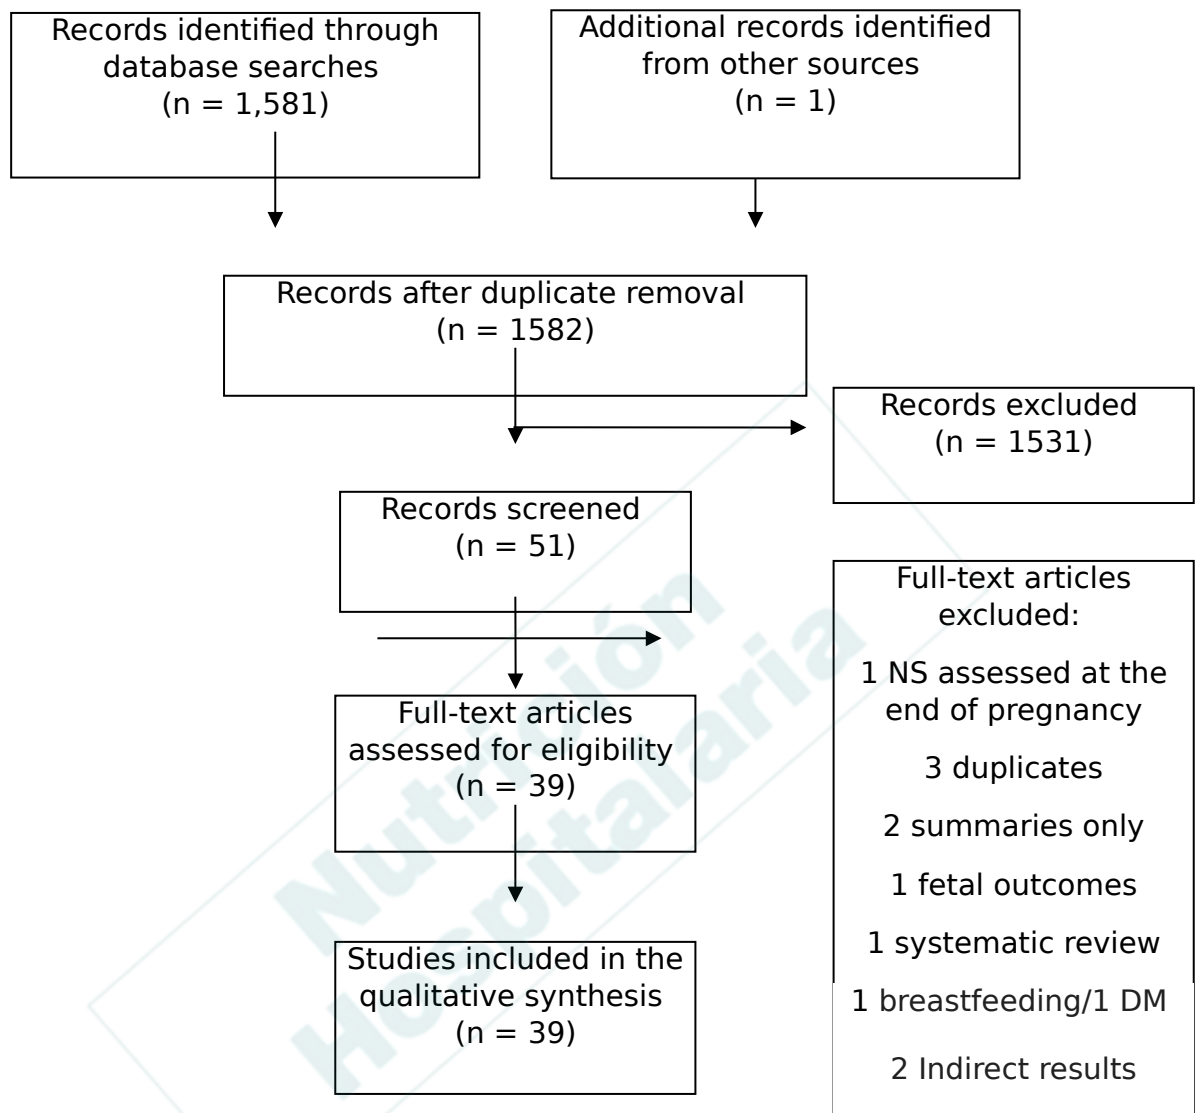 Records identified through
database searches
(n = 1,581)
Additional records identified
from other sources
(n = 1)
Records after duplicate removal
(n = 1582)
Records excluded
(n = 1531)
Records screened
(n = 51)
Full-text articles
excluded:
1 NS assessed at the
end of pregnancy
3 duplicates
2 summaries only
1 fetal outcomes
1 systematic review
1 breastfeeding/1 DM
2 Indirect results
Full-text articles
assessed for eligibility
(n = 39)
Studies included in the
qualitative synthesis
(n = 39)
Nutrición
Hospitalaria